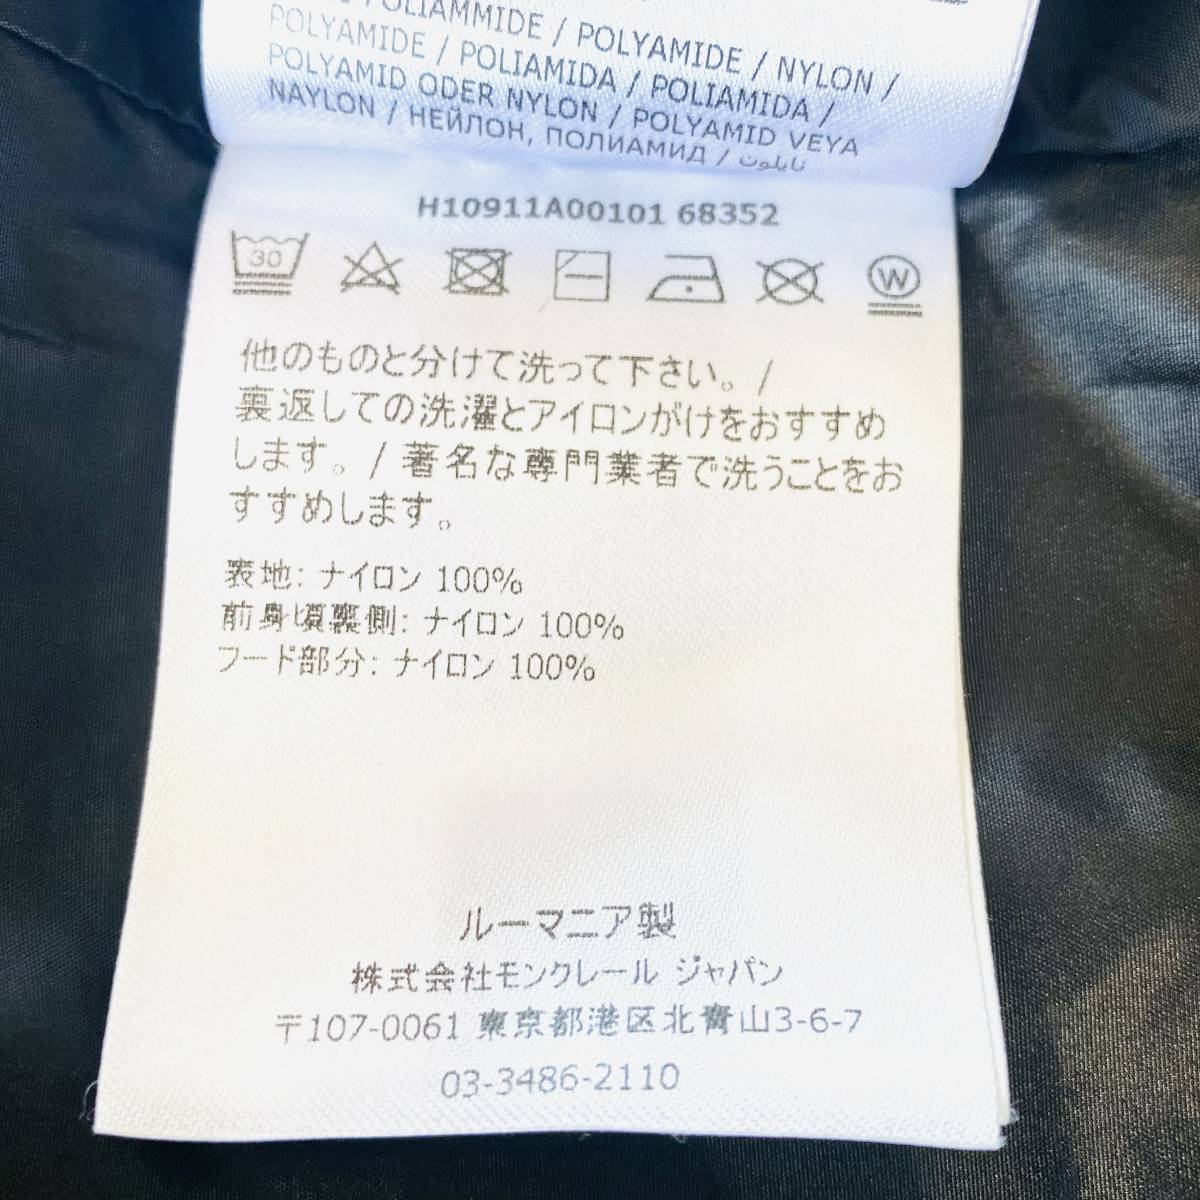 POLIAMMIDE / POLYAMIDE / NYLON /
POLYAMIDE / POLIAMIDA / POLIAMIDA /
POLYAMID ODER NYLON / POLYAMID VEYA
NAYLON / НЕЙЛОН, ПОЛИАМИД / نايلون
H10911A00101 68352
30
W
他のものと分けて洗って下さい。/
裏返しての洗濯とアイロンがけをおすすめ
します。/ 著名な専門業者で洗うことをお
すすめします。
表地: ナイロン 100%
前身頃裏側: ナイロン 100%
フード部分: ナイロン 100%
ルーマニア製
株式会社モンクレール ジャパン
〒107-0061 東京都港区北青山3-6-7
03-3486-2110